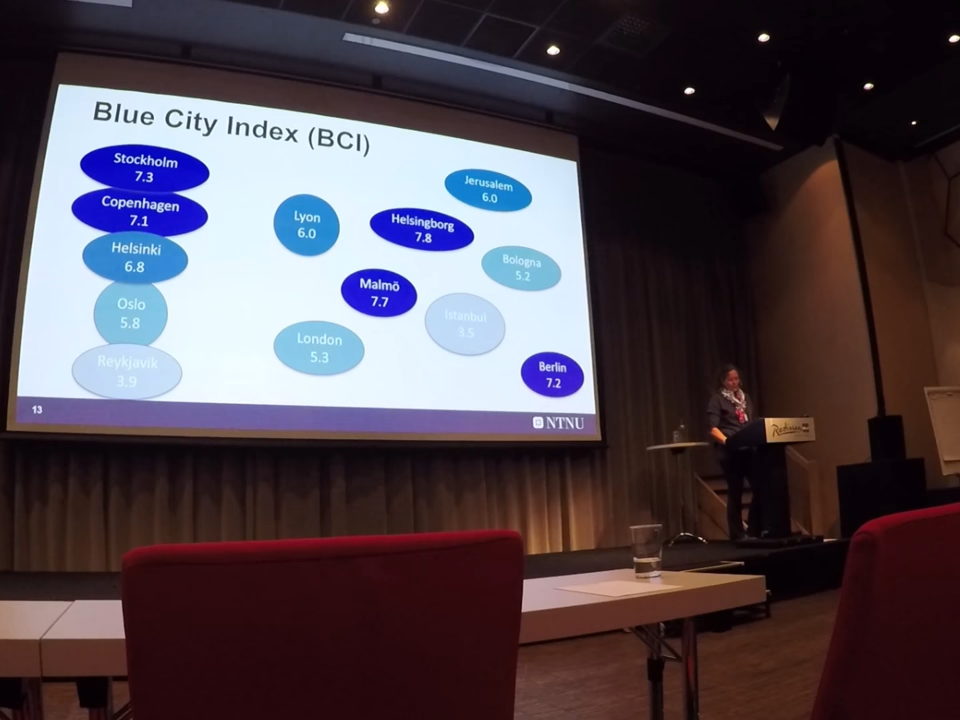 Blue City Index (BCI)
Stockholm
7.3
Copenhagen
7.1
Helsinki
6.8
Oslo
5.8
Reykjavik
3.9
Lyon
6.0
London
5.3
Jerusalem
6.0
Helsingborg
7.8
Bologna
5.2
Malmö
7.7
Istanbul
3.5
Berlin
7.2
13
NTNU
Radisson